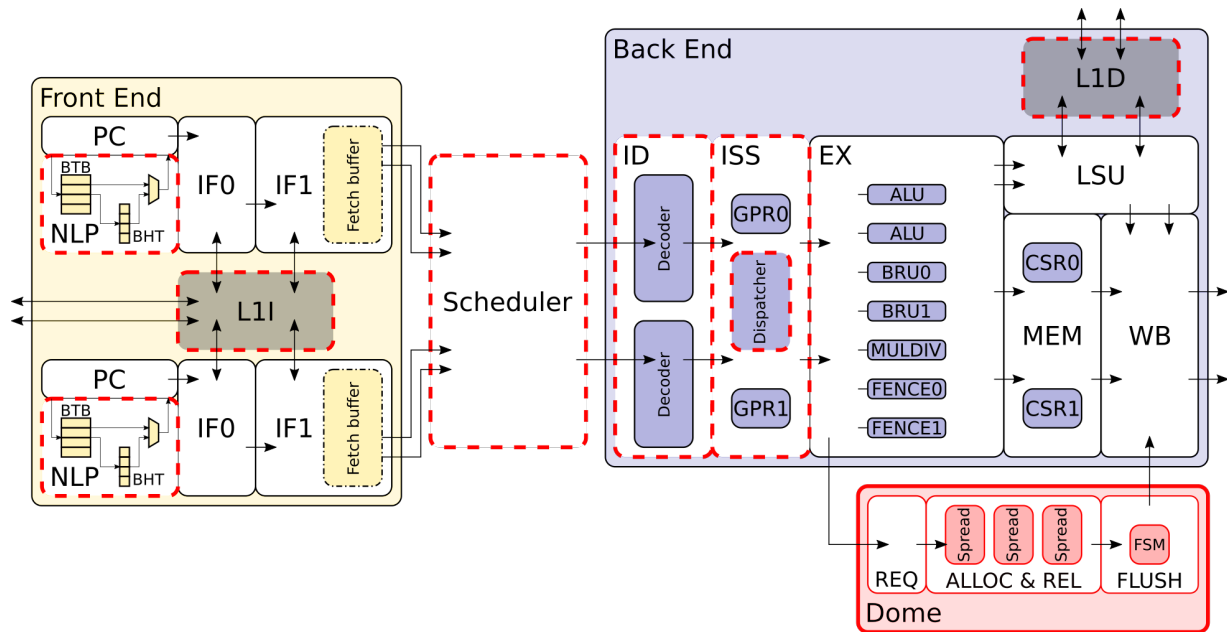 Front End
PC
BTB
NLP
BHT
IF0
IF1
Fetch buffer
L1I
PC
BTB
NLP
BHT
IF0
IF1
Fetch buffer
Scheduler
Back End
L1D
ID
Decoder
Decoder
ISS
GPR0
Dispatcher
GPR1
EX
ALU
ALU
BRU0
BRU1
MULDIV
FENCE0
FENCE1
LSU
CSR0
MEM
CSR1
WB
REQ
Spread
Spread
Spread
ALLOC & REL
FSM
FLUSH
Dome